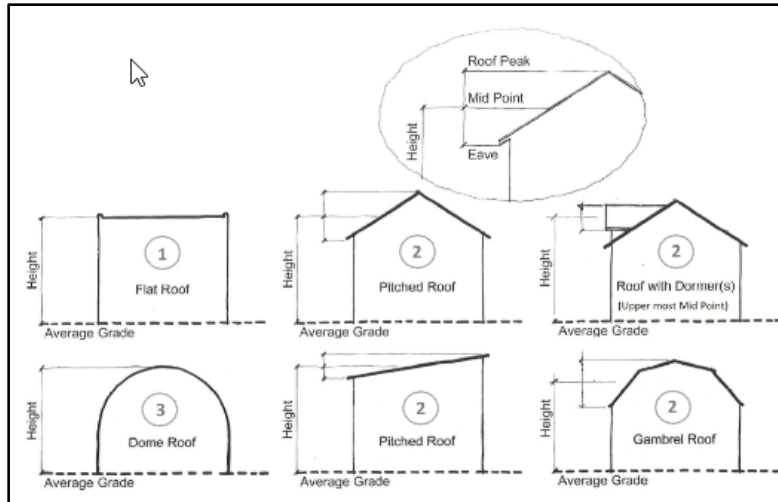 Roof Peak
Mid Point
Height
Eave
Height
1
Flat Roof
Average Grade
Height
2
Pitched Roof
Average Grade
Height
2
Roof with Dormer(s)
(Upper most Mid Point)
Average Grade
Height
3
Dome Roof
Average Grade
Height
2
Pitched Roof
Average Grade
Height
2
Gambrel Roof
Average Grade